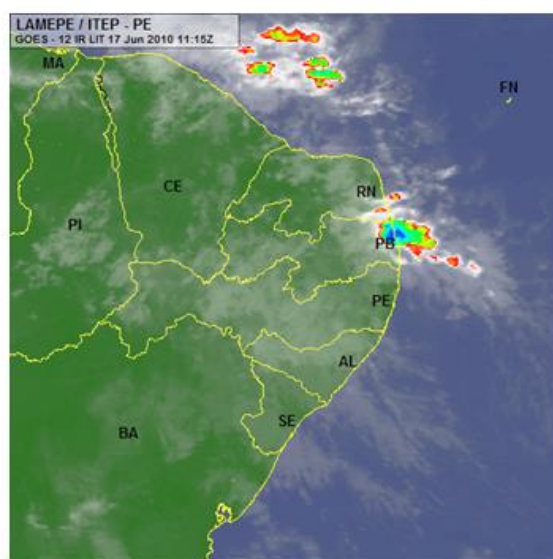 LAMEPE / ITEP - PE
GOES - 12 IR LIT 17 Jun 2010 11:15Z
MA
FN
CE
RN
PI
PB
PE
AL
SE
BA